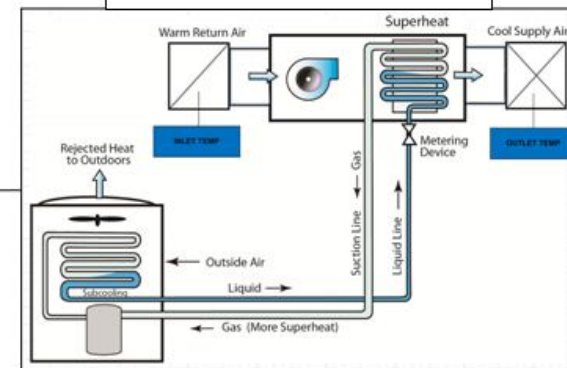 Superheat
Warm Return Air
Cool Supply Air
INLET TEMP
OUTLET TEMP
Metering
Device
Rejected Heat
to Outdoors
Suction Line
Gas
Liquid Line
Outside Air
Subcooling
Liquid
Gas (More Superheat)